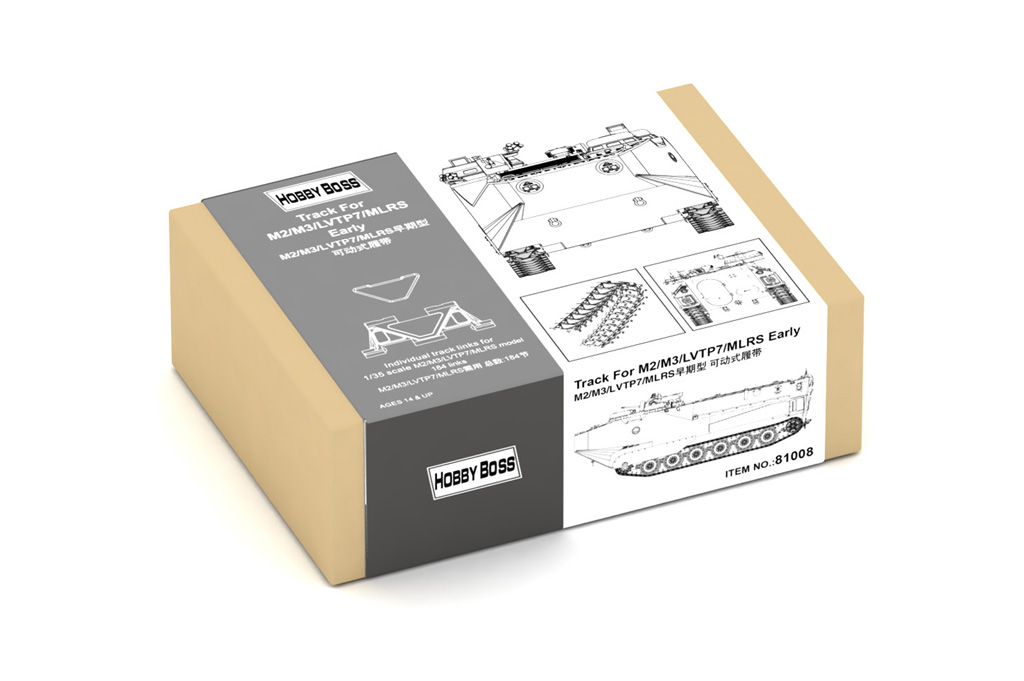 HOBBY BOSS
Track For
M2/M3/LVTP7/MLRS
Early
M2/M3/LVTP7/MLRS早期型
可动式履带
Individual track links for
1/35 scale M2/M3/LVTP7/MLRS model
184 links
M2/M3/LVTP7/MLRS需用 总数:184节
AGES 14 & UP
HOBBY BOSS
Track For M2/M3/LVTP7/MLRS Early
M2/M3/LVTP7/MLRS早期型 可动式履带
ITEM NO.:81008